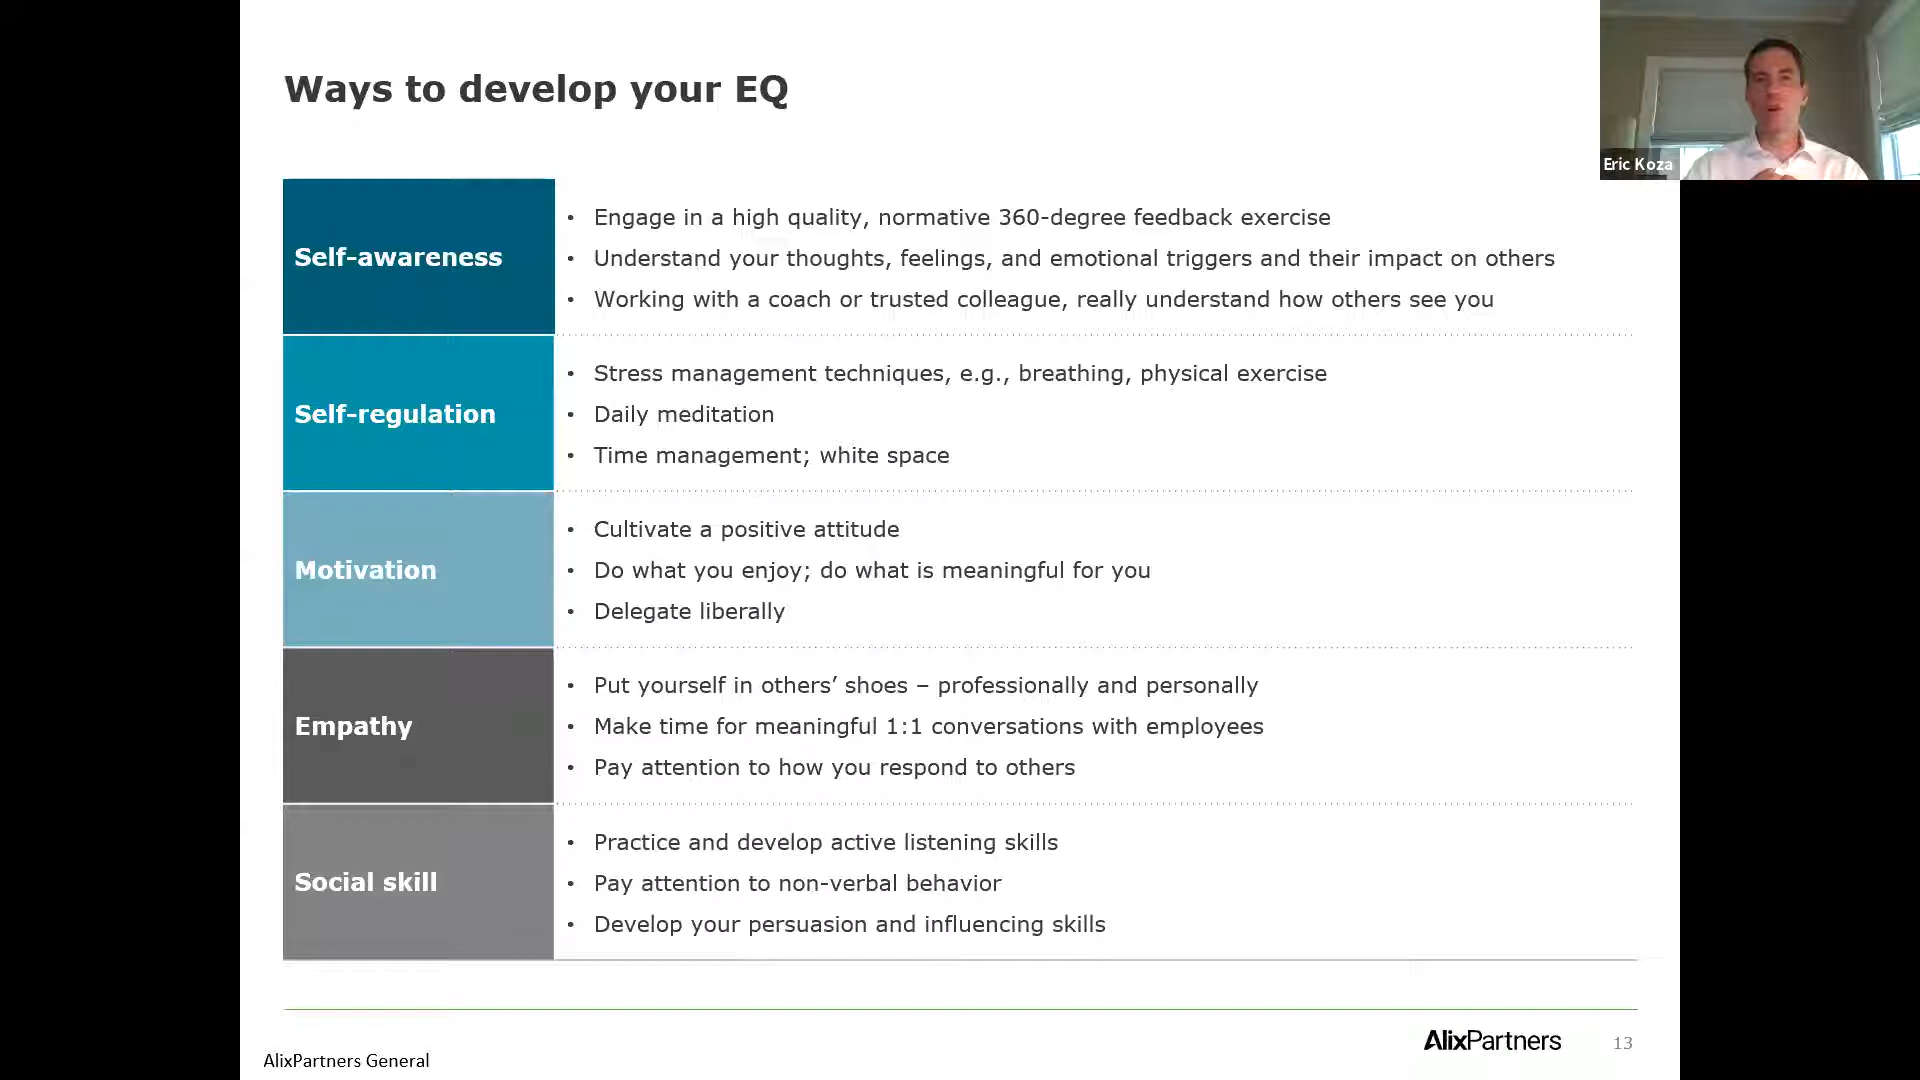 Ways to develop your EQ
Eric Koza
Self-awareness
• Engage in a high quality, normative 360-degree feedback exercise
• Understand your thoughts, feelings, and emotional triggers and their impact on others
• Working with a coach or trusted colleague, really understand how others see you
Self-regulation
• Stress management techniques, e.g., breathing, physical exercise
• Daily meditation
• Time management; white space
Motivation
• Cultivate a positive attitude
• Do what you enjoy; do what is meaningful for you
• Delegate liberally
Empathy
• Put yourself in others’ shoes – professionally and personally
• Make time for meaningful 1:1 conversations with employees
• Pay attention to how you respond to others
Social skill
• Practice and develop active listening skills
• Pay attention to non-verbal behavior
• Develop your persuasion and influencing skills
AlixPartners 13
AlixPartners General